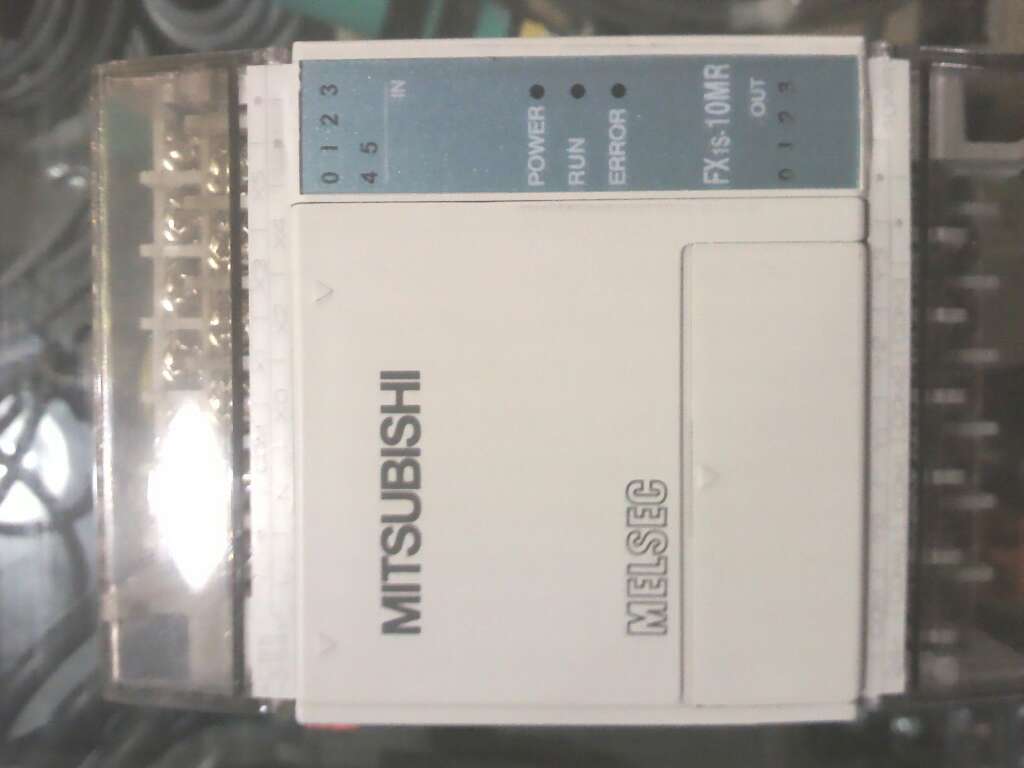 MITSUBISHI
MELSEC
0 1 2 3
4 5
IN
POWER
RUN
ERROR
FX1S-10MR
OUT
0 1 2 3